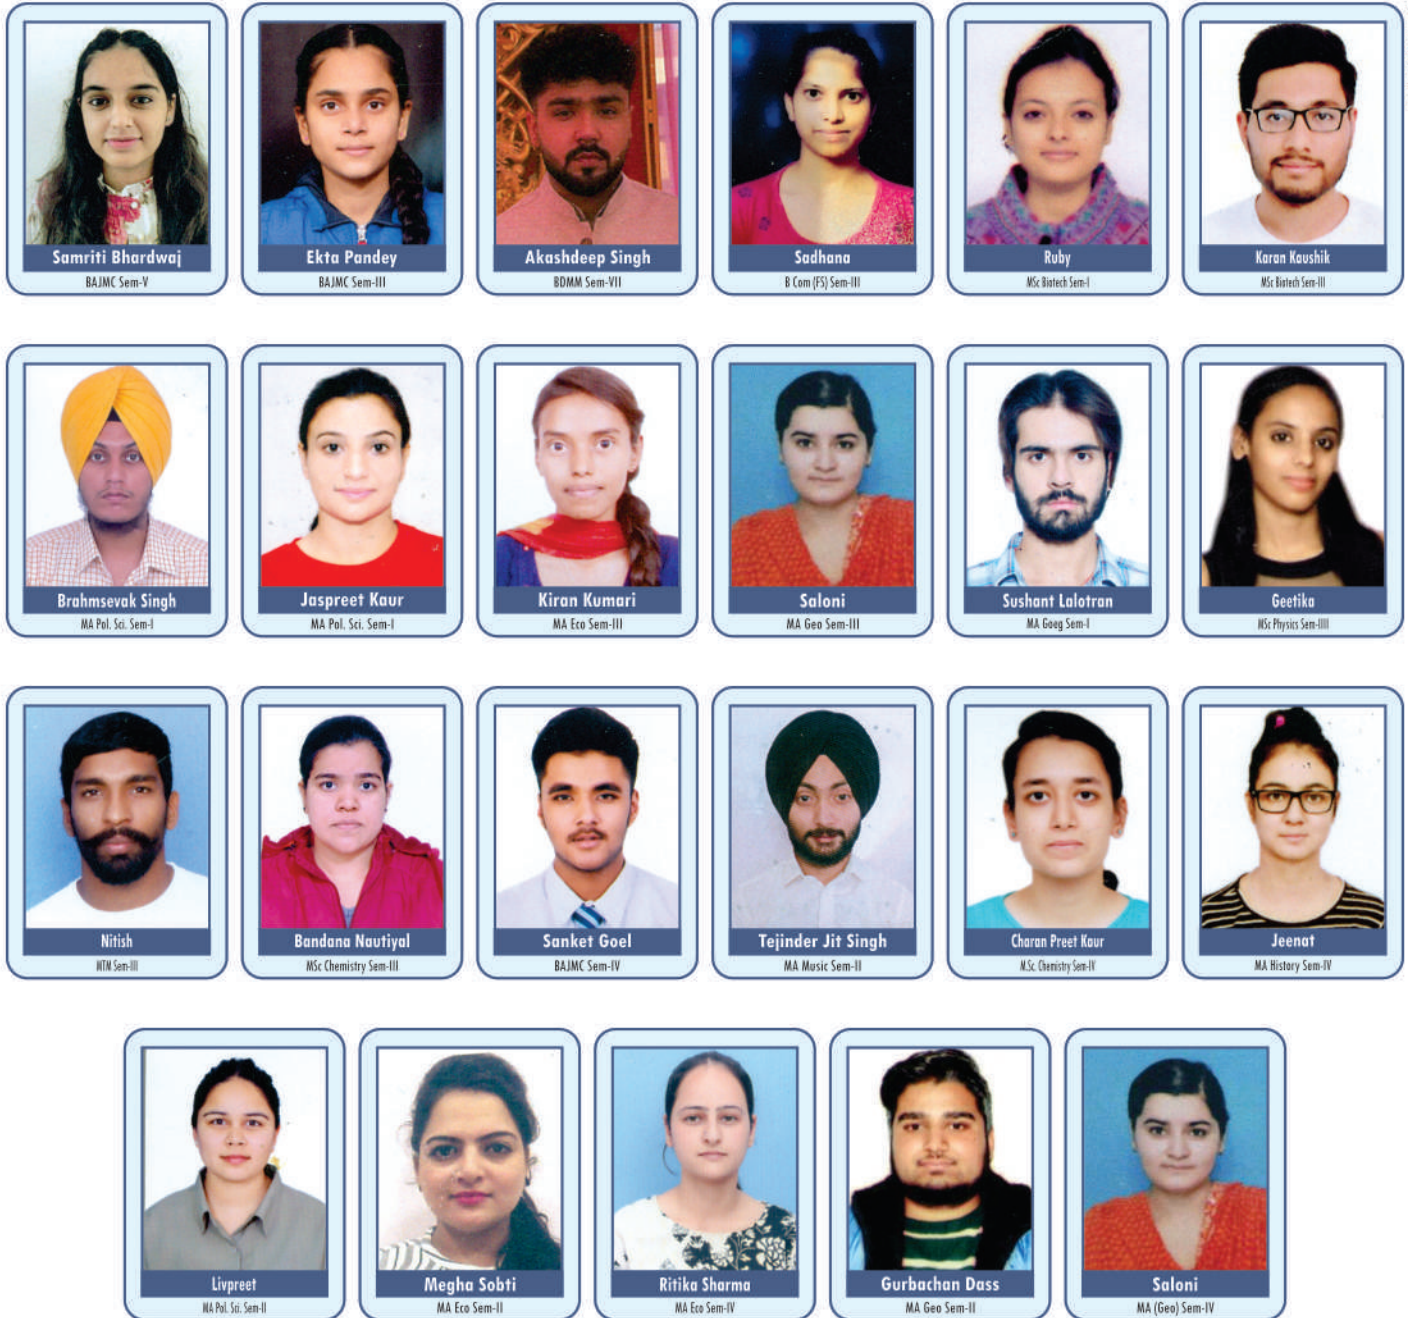 Samriti Bhardwaj
BAJMC Sem-V
Ekta Pandey
BAJMC Sem-III
Akashdeep Singh
BDMM Sem-VII
Sadhana
B Com (FS) Sem-III
Ruby
MSc Biotech Sem-I
Karan Kaushik
MSc Biotech Sem-III
Brahmsevak Singh
MA Pol. Sci. Sem-I
Jaspreet Kaur
MA Pol. Sci. Sem-I
Kiran Kumari
MA Eco Sem-III
Saloni
MA Geo Sem-III
Sushant Lalotran
MA Goeg Sem-I
Geetika
MSc Physics Sem-IIII
Nitish
MTM Sem-III
Bandana Nautiyal
MSc Chemistry Sem-III
Sanket Goel
BAJMC Sem-IV
Tejinder Jit Singh
MA Music Sem-II
Charan Preet Kaur
M.Sc. Chemistry Sem-IV
Jeenat
MA History Sem-IV
Livpreet
MA Pol. Sci. Sem-II
Megha Sobti
MA Eco Sem-II
Ritika Sharma
MA Eco Sem-IV
Gurbachan Dass
MA Geo Sem-II
Saloni
MA (Geo) Sem-IV